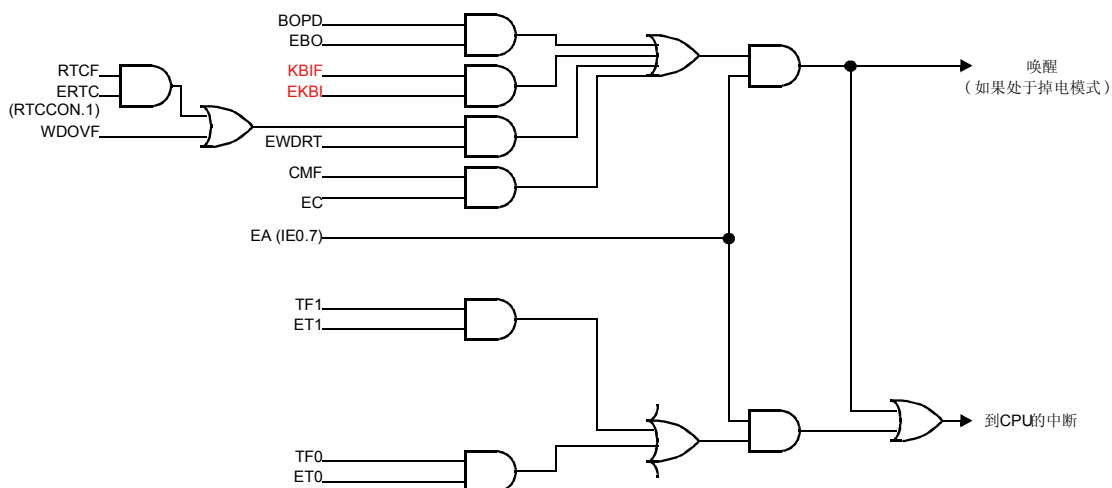 BOPD
EBO
KBIF
EKBI
RTCF
ERTC
(RTCCON.1)
WDOVF
EWDRT
CMF
EC
EA (IE0.7)
唤醒
（如果处于掉电模式）
TF1
ET1
TF0
ET0
到CPU的中断